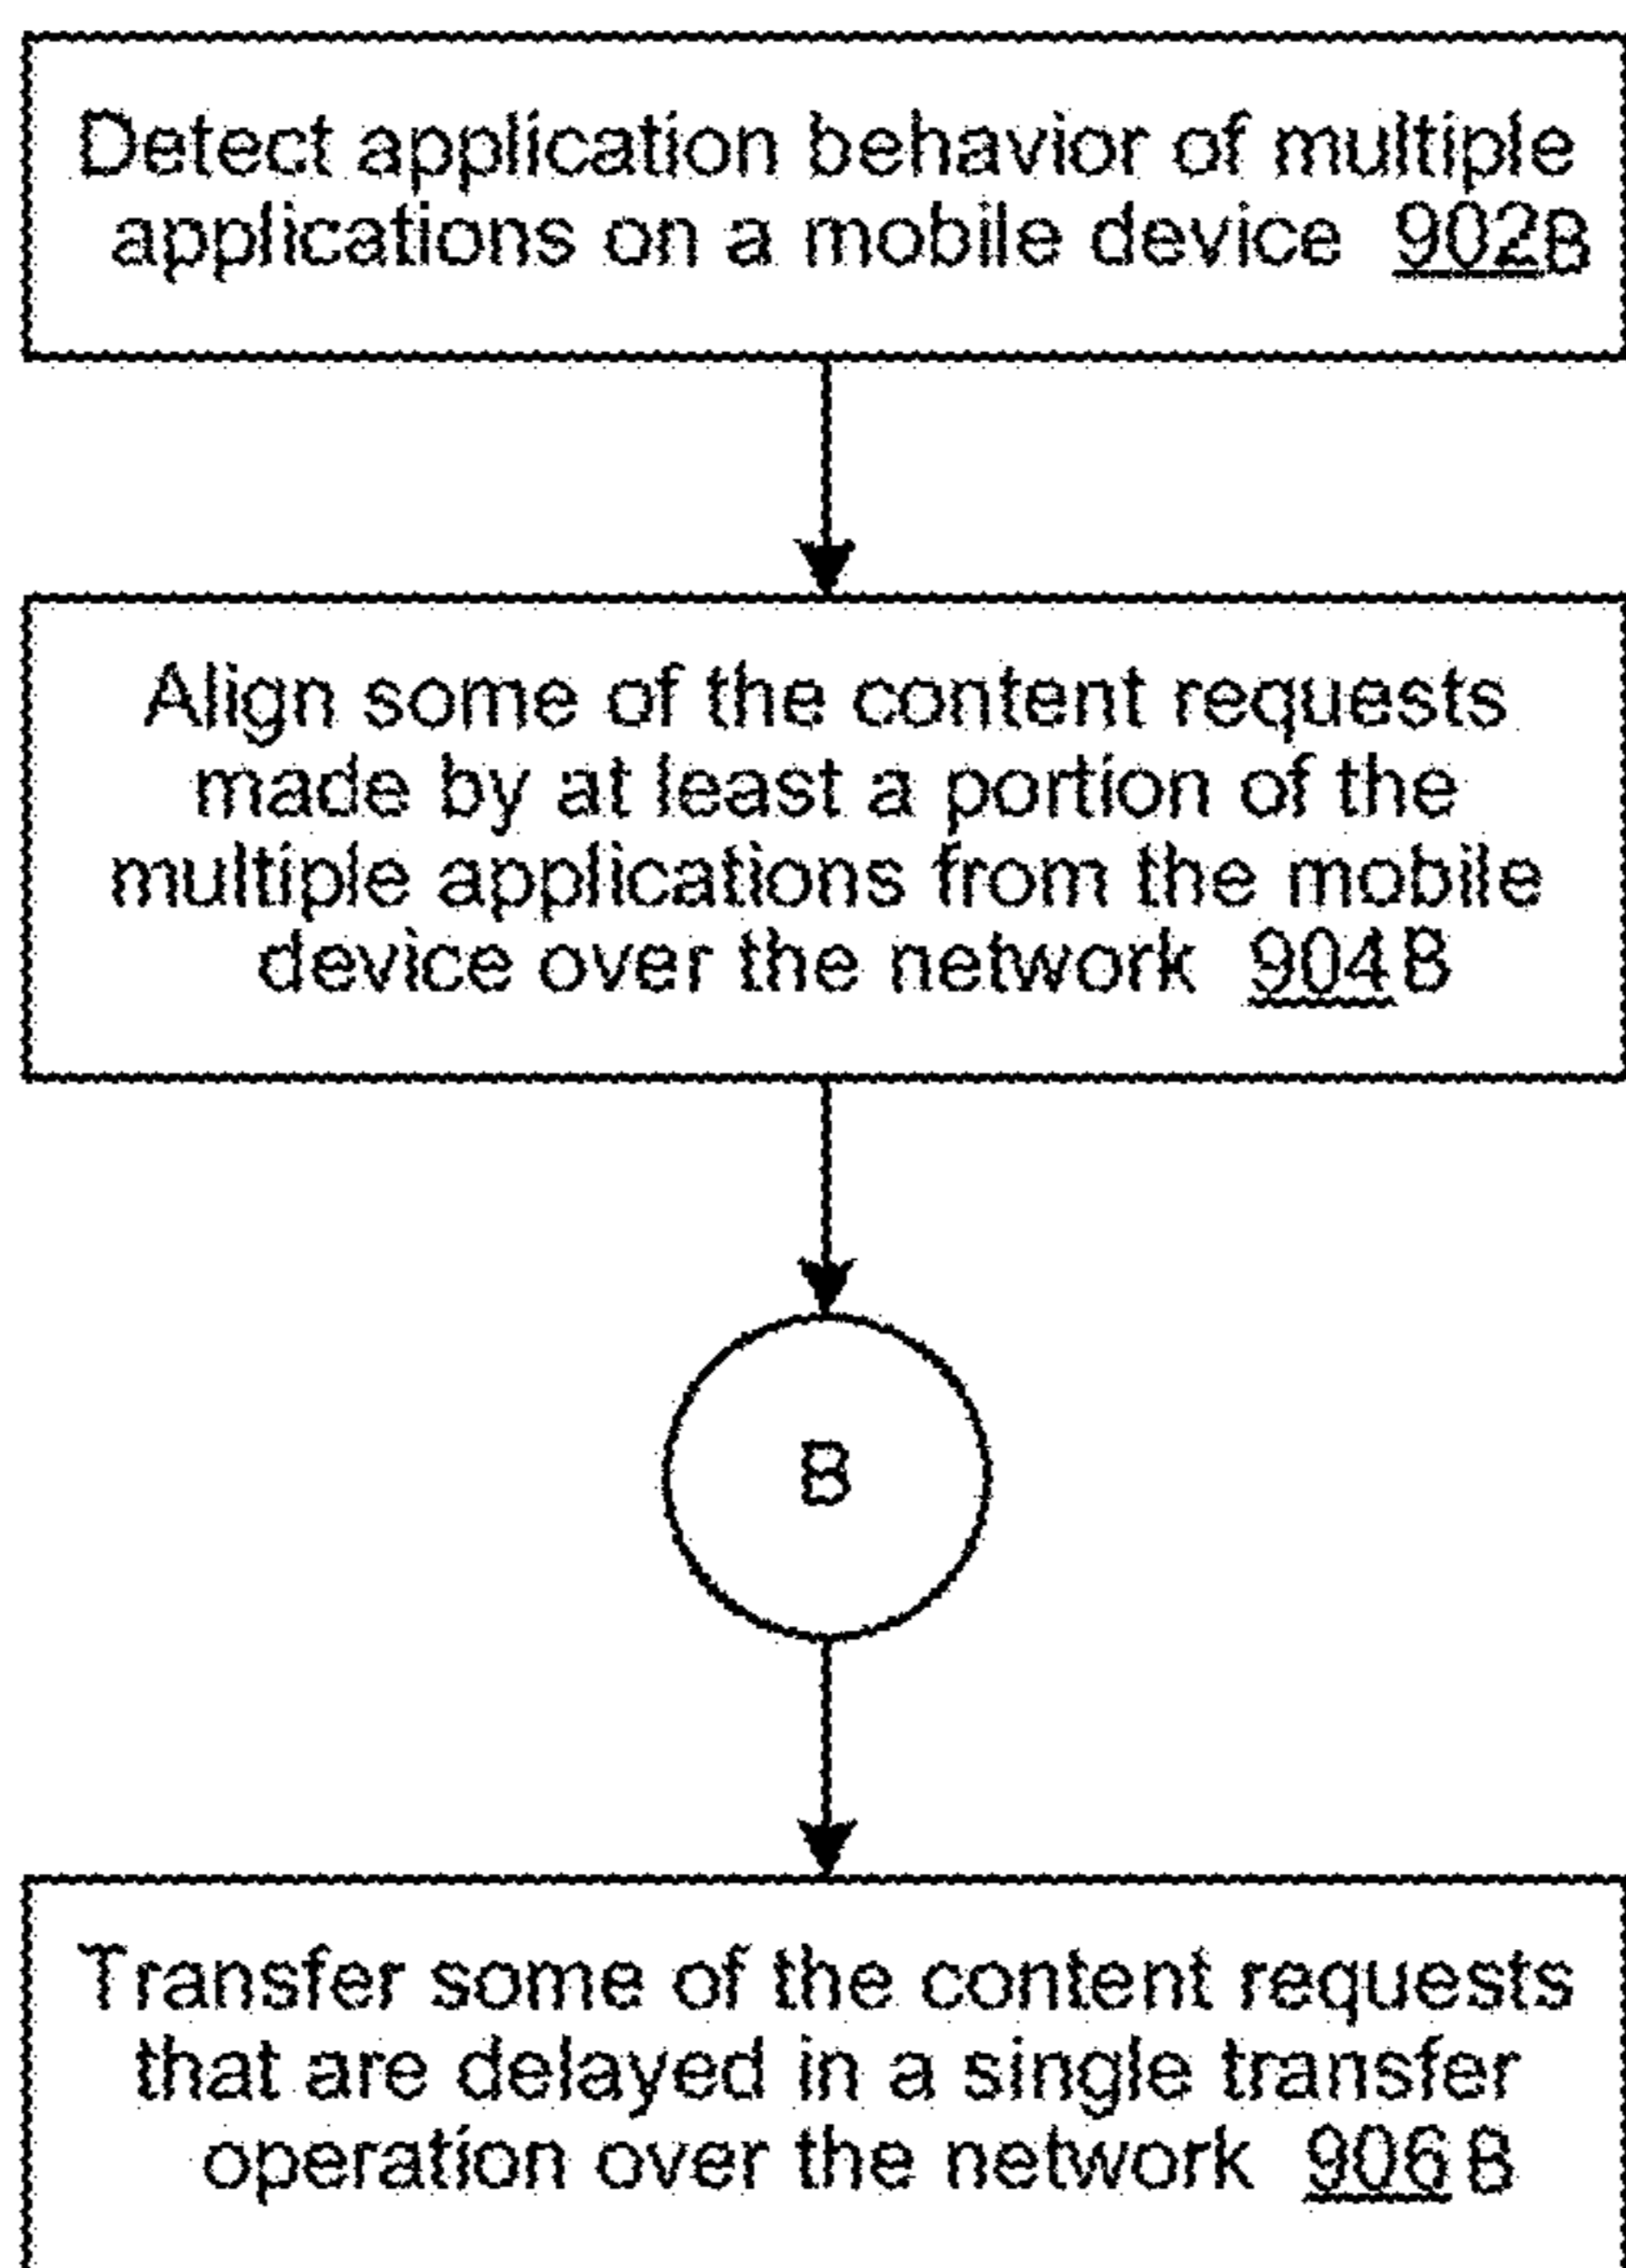 Detect application behavior of multiple
applications on a mobile device 902B
Align some of the content requests
made by at least a portion of the
multiple applications from the mobile
device over the network 904B
B
Transfer some of the content requests
that are delayed in a single transfer
operation over the network 906B